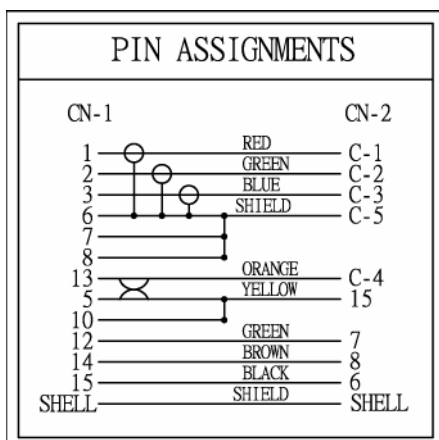 PIN ASSIGNMENTS
CN-1 CN-2
1 RED C-1
2 GREEN C-2
3 BLUE C-3
6 SHIELD C-5
7
8
13 ORANGE C-4
5 YELLOW 15
10
12 GREEN 7
14 BROWN 8
15 BLACK 6
SHELL SHIELD SHELL